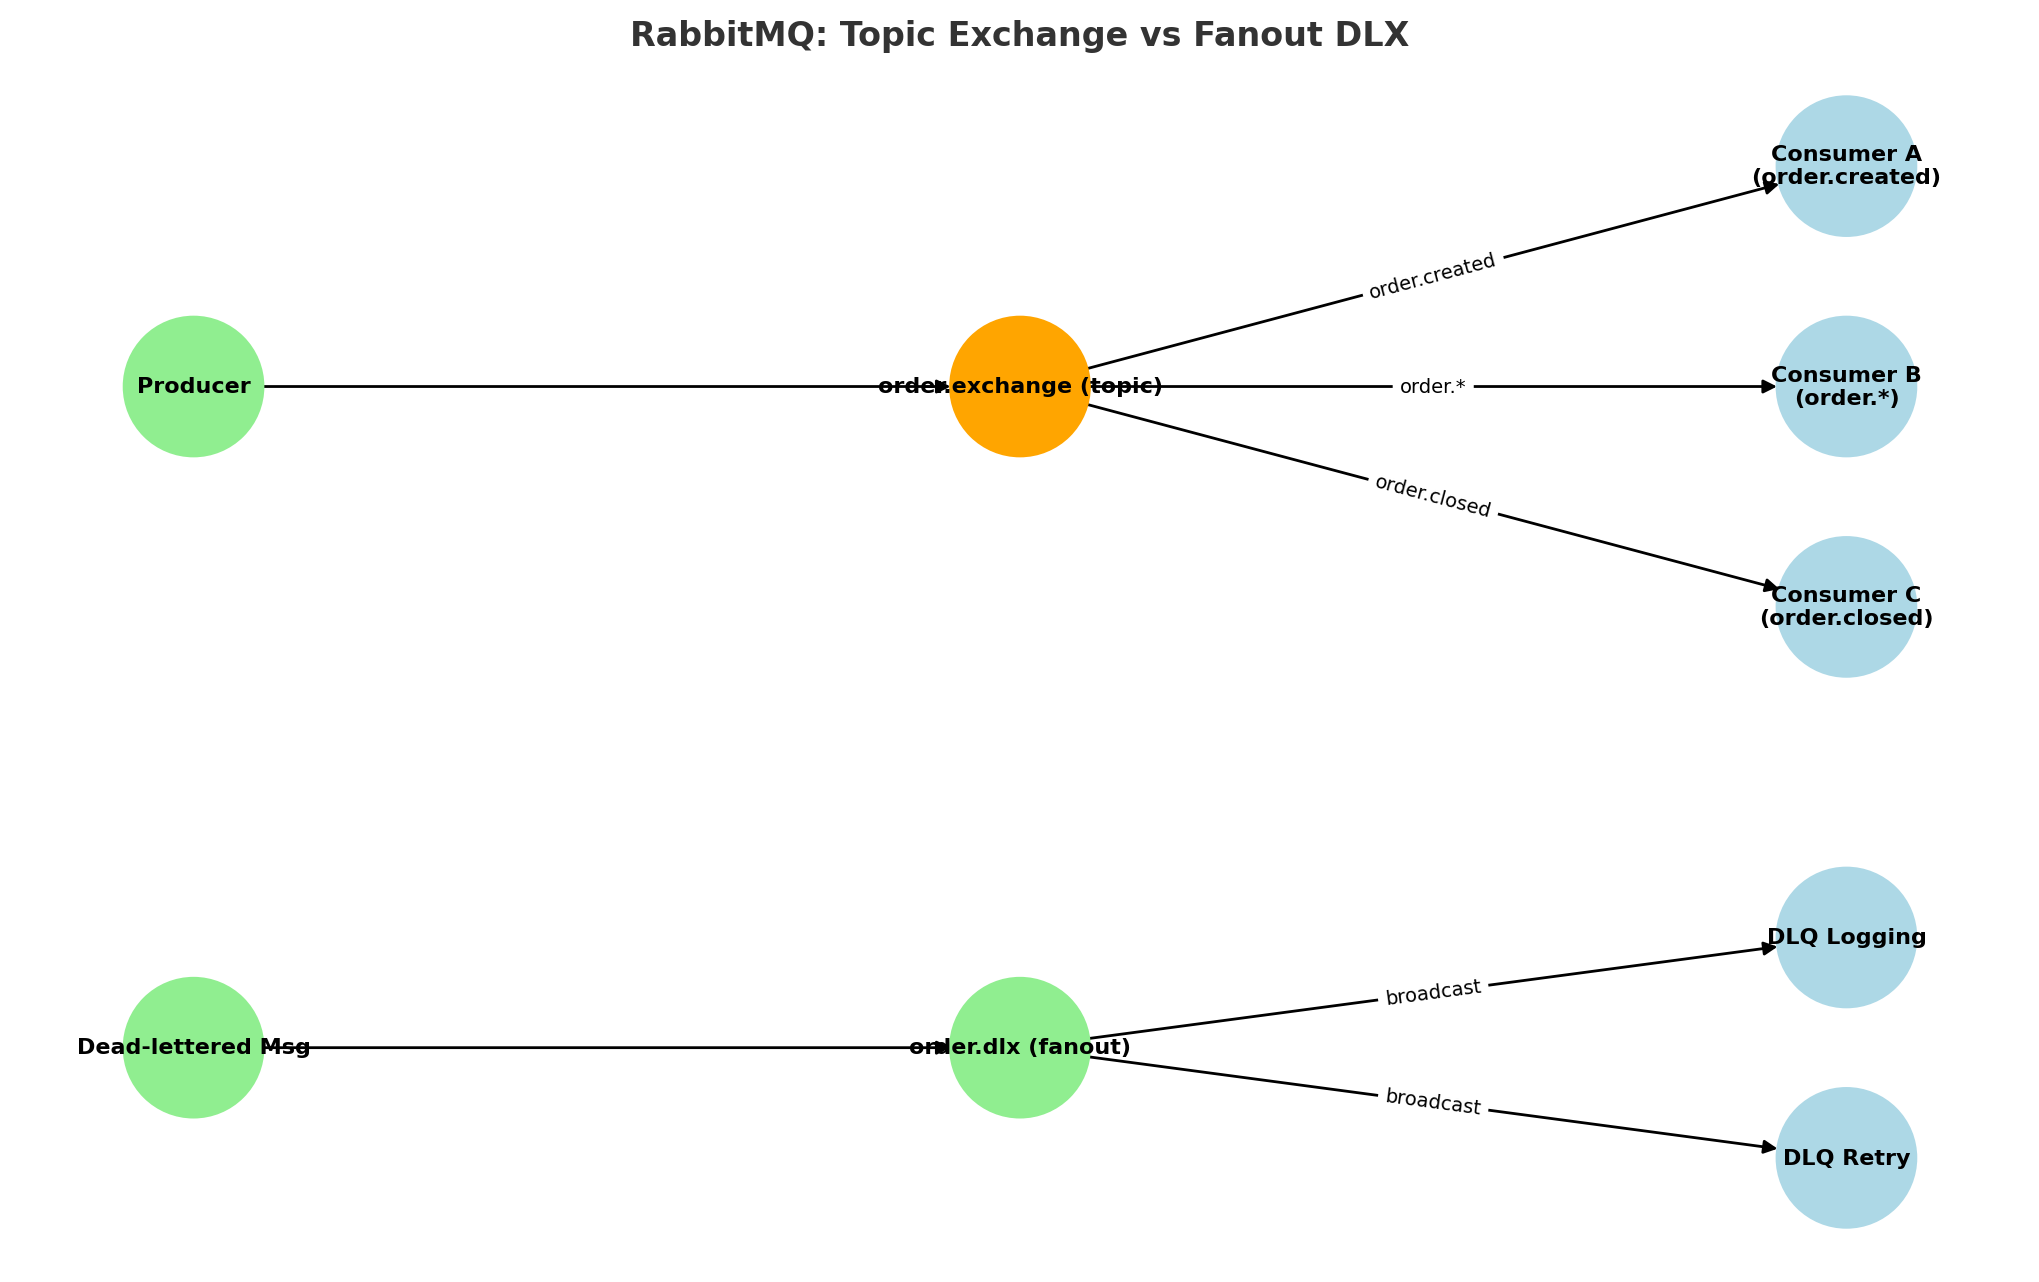 RabbitMQ: Topic Exchange vs Fanout DLX
Consumer A
(order.created)
order.created
Producer
order.exchange (topic)
order.*
Consumer B
(order.*)
order.closed
Consumer C
(order.closed)
DLQ Logging
broadcast
Dead-lettered Msg
order.dlx (fanout)
broadcast
DLQ Retry